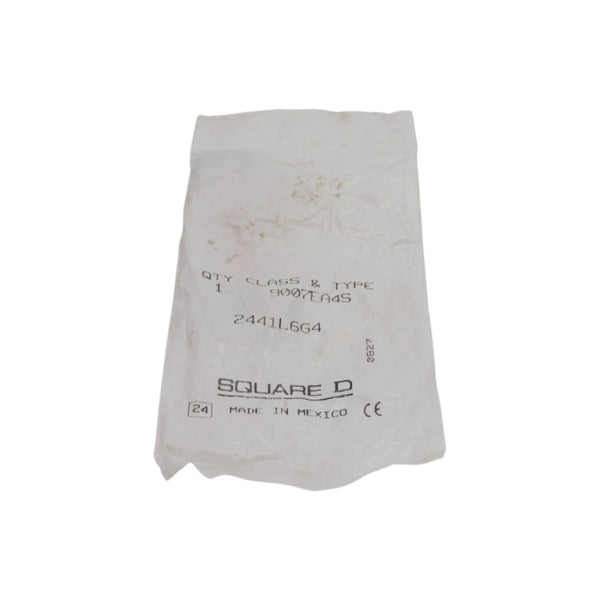 QTY CLASS & TYPE
1 9007EA4S
2441L6G4
0827
SQUARE D
24 MADE IN MEXICO CE